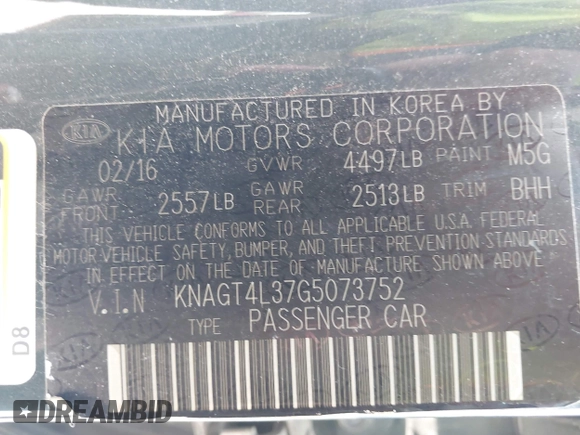 MANUFACTURED IN KOREA BY
KIA KIA MOTORS CORPORATION
02/16 GVWR 4497LB PAINT M5G
GAWR FRONT 2557LB GAWR REAR 2513LB TRIM BHH
THIS VEHICLE CONFORMS TO ALL APPLICABLE U.S.A. FEDERAL
MOTOR VEHICLE SAFETY, BUMPER, AND THEFT PREVENTION STANDARDS
IN EFFECT ON THE DATE OF MANUFACTURE SHOWN ABOVE.
V.I.N KNAGT4L37G5073752
TYPE PASSENGER CAR
D8
DREAMBID